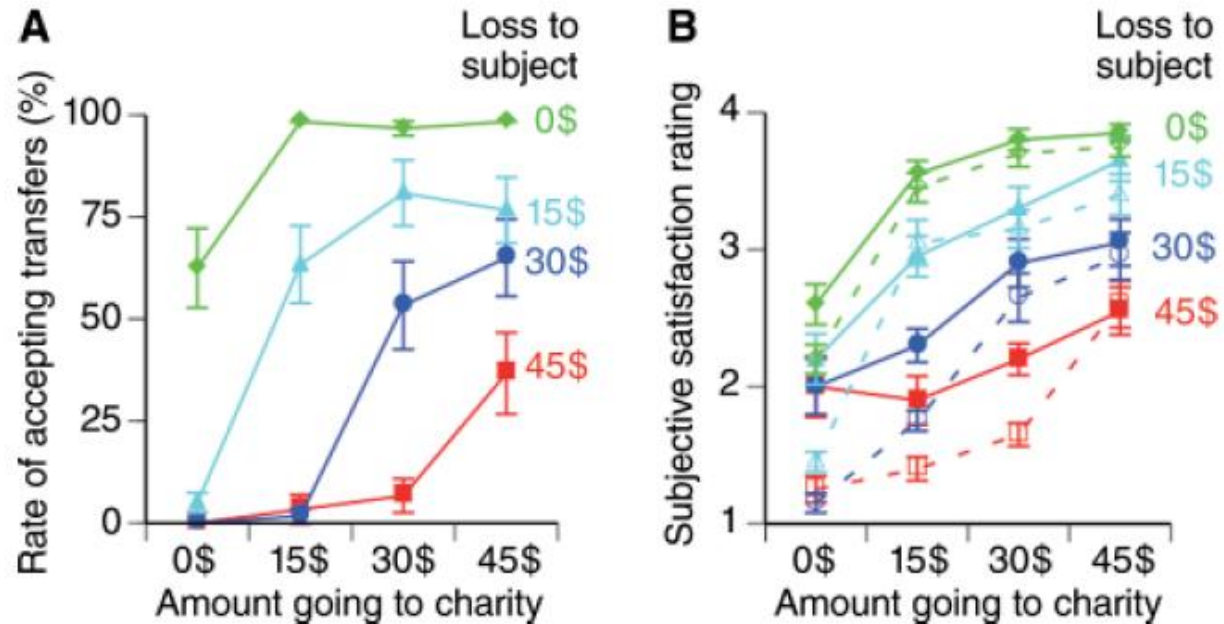 A
Loss to
subject
Rate of accepting transfers (%)
100
75
50
25
0
0$
15$
30$
45$
0$ 15$ 30$ 45$
Amount going to charity
B
Loss to
subject
Subjective satisfaction rating
4
3
2
1
0$
15$
30$
45$
0$ 15$ 30$ 45$
Amount going to charity